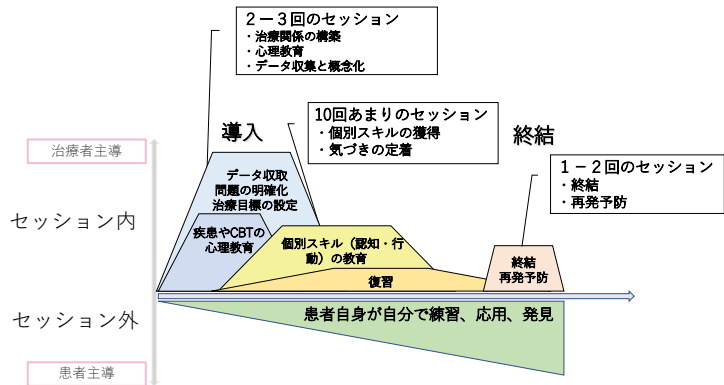 2－3回のセッション
・治療関係の構築
・心理教育
・データ収集と概念化
10回あまりのセッション
・個別スキルの獲得
・気づきの定着
導入
終結
1－2回のセッション
・終結
・再発予防
治療者主導
セッション内
データ収取
問題の明確化
治療目標の設定
疾患やCBTの
心理教育
個別スキル（認知・行
動）の教育
復習
終結
再発予防
セッション外
患者自身が自分で練習、応用、発見
患者主導